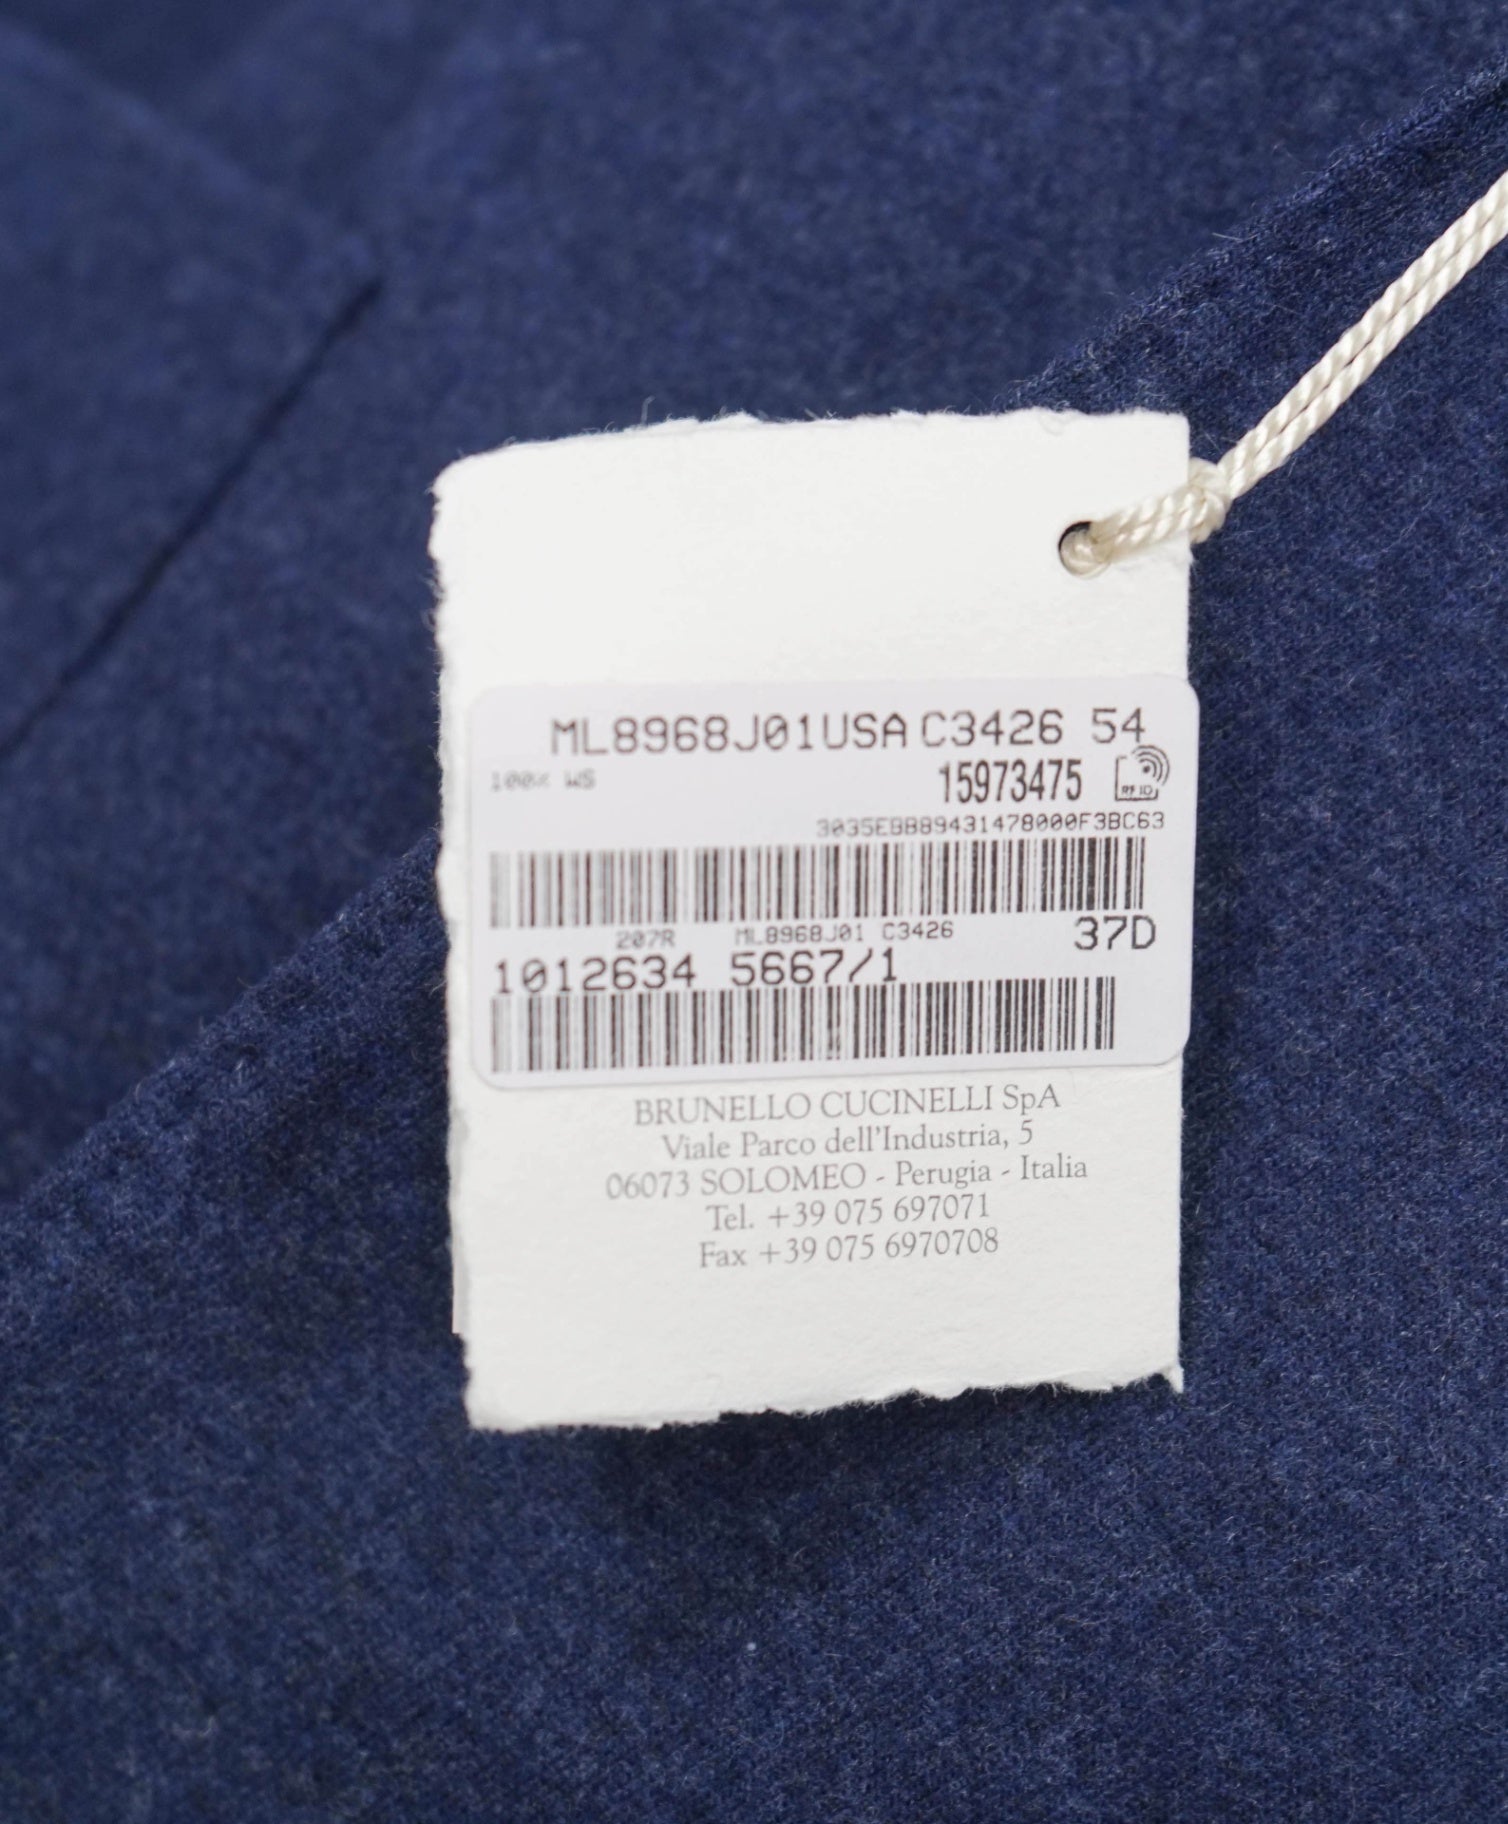 ML8968J01USA C3426 54
100% WS
15973475
RFID
3035EBB89431478000F3BC63
207R ML8968J01 C3426 37D
1012634 5667/1
BRUNELLO CUCINELLI SpA
Viale Parco dell'Industria, 5
06073 SOLOMEO - Perugia - Italia
Tel. +39 075 697071
Fax +39 075 6970708